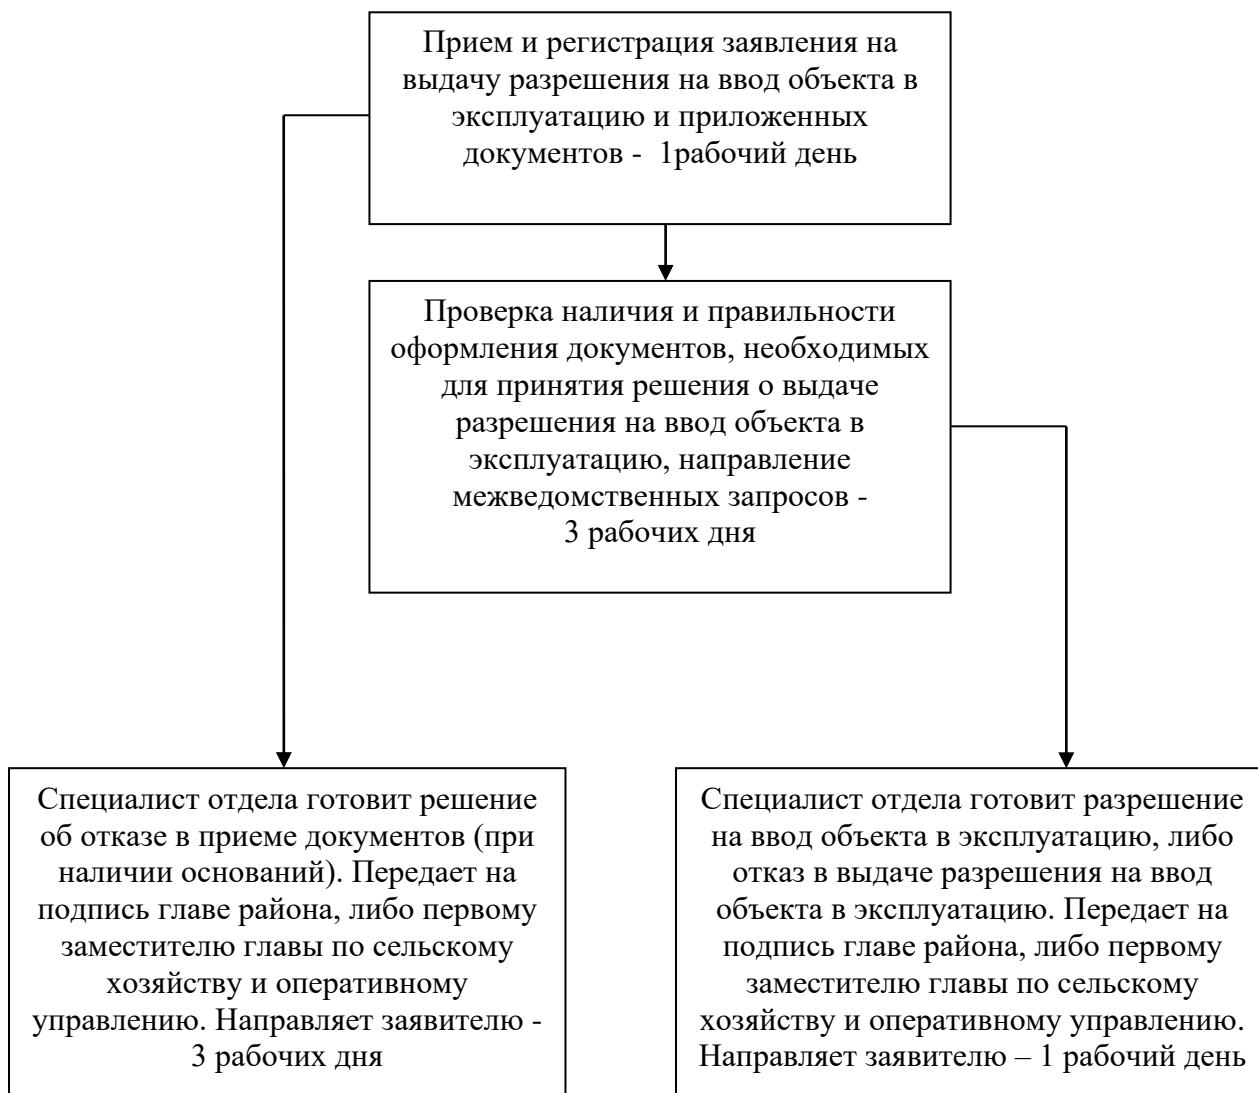 Прием и регистрация заявления на
выдачу разрешения на ввод объекта в
эксплуатацию и приложенных
документов -  1рабочий день
Проверка наличия и правильности
оформления документов, необходимых
для принятия решения о выдаче
разрешения на ввод объекта в
эксплуатацию, направление
межведомственных запросов -
3 рабочих дня
Специалист отдела готовит решение
об отказе в приеме документов (при
наличии оснований). Передает на
подпись главе района, либо первому
заместителю главы по сельскому
хозяйству и оперативному
управлению. Направляет заявителю -
3 рабочих дня
Специалист отдела готовит разрешение
на ввод объекта в эксплуатацию, либо
отказ в выдаче разрешения на ввод
объекта в эксплуатацию. Передает на
подпись главе района, либо первому
заместителю главы по сельскому
хозяйству и оперативному управлению.
Направляет заявителю – 1 рабочий день